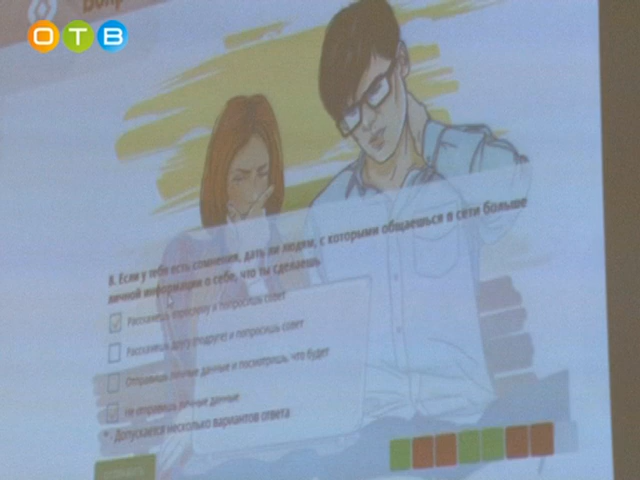 Вопр
ОТВ
8. Если у тебя есть сомнения, дать ли людям, с которыми общаешься в сети больше
личной информации о себе, что ты сделаешь
Расскажешь взрослому и попросишь совет
Расскажешь другу (подруге) и попросишь совет
Отправишь личные данные и посмотришь, что будет
Не отправишь личные данные
* Допускается несколько вариантов ответа